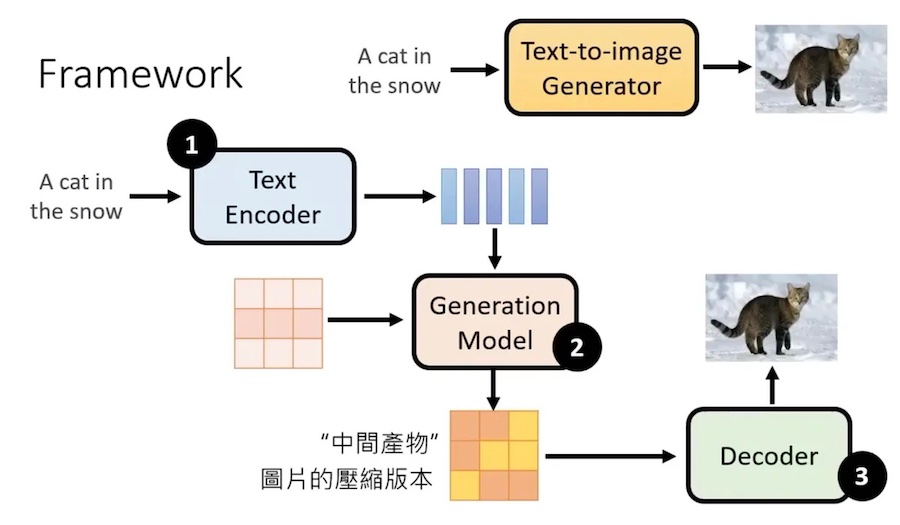 Framework
A cat in
the snow
Text-to-image
Generator
1
A cat in
the snow
Text
Encoder
Generation
Model
2
“中間產物”
圖片的壓縮版本
Decoder
3